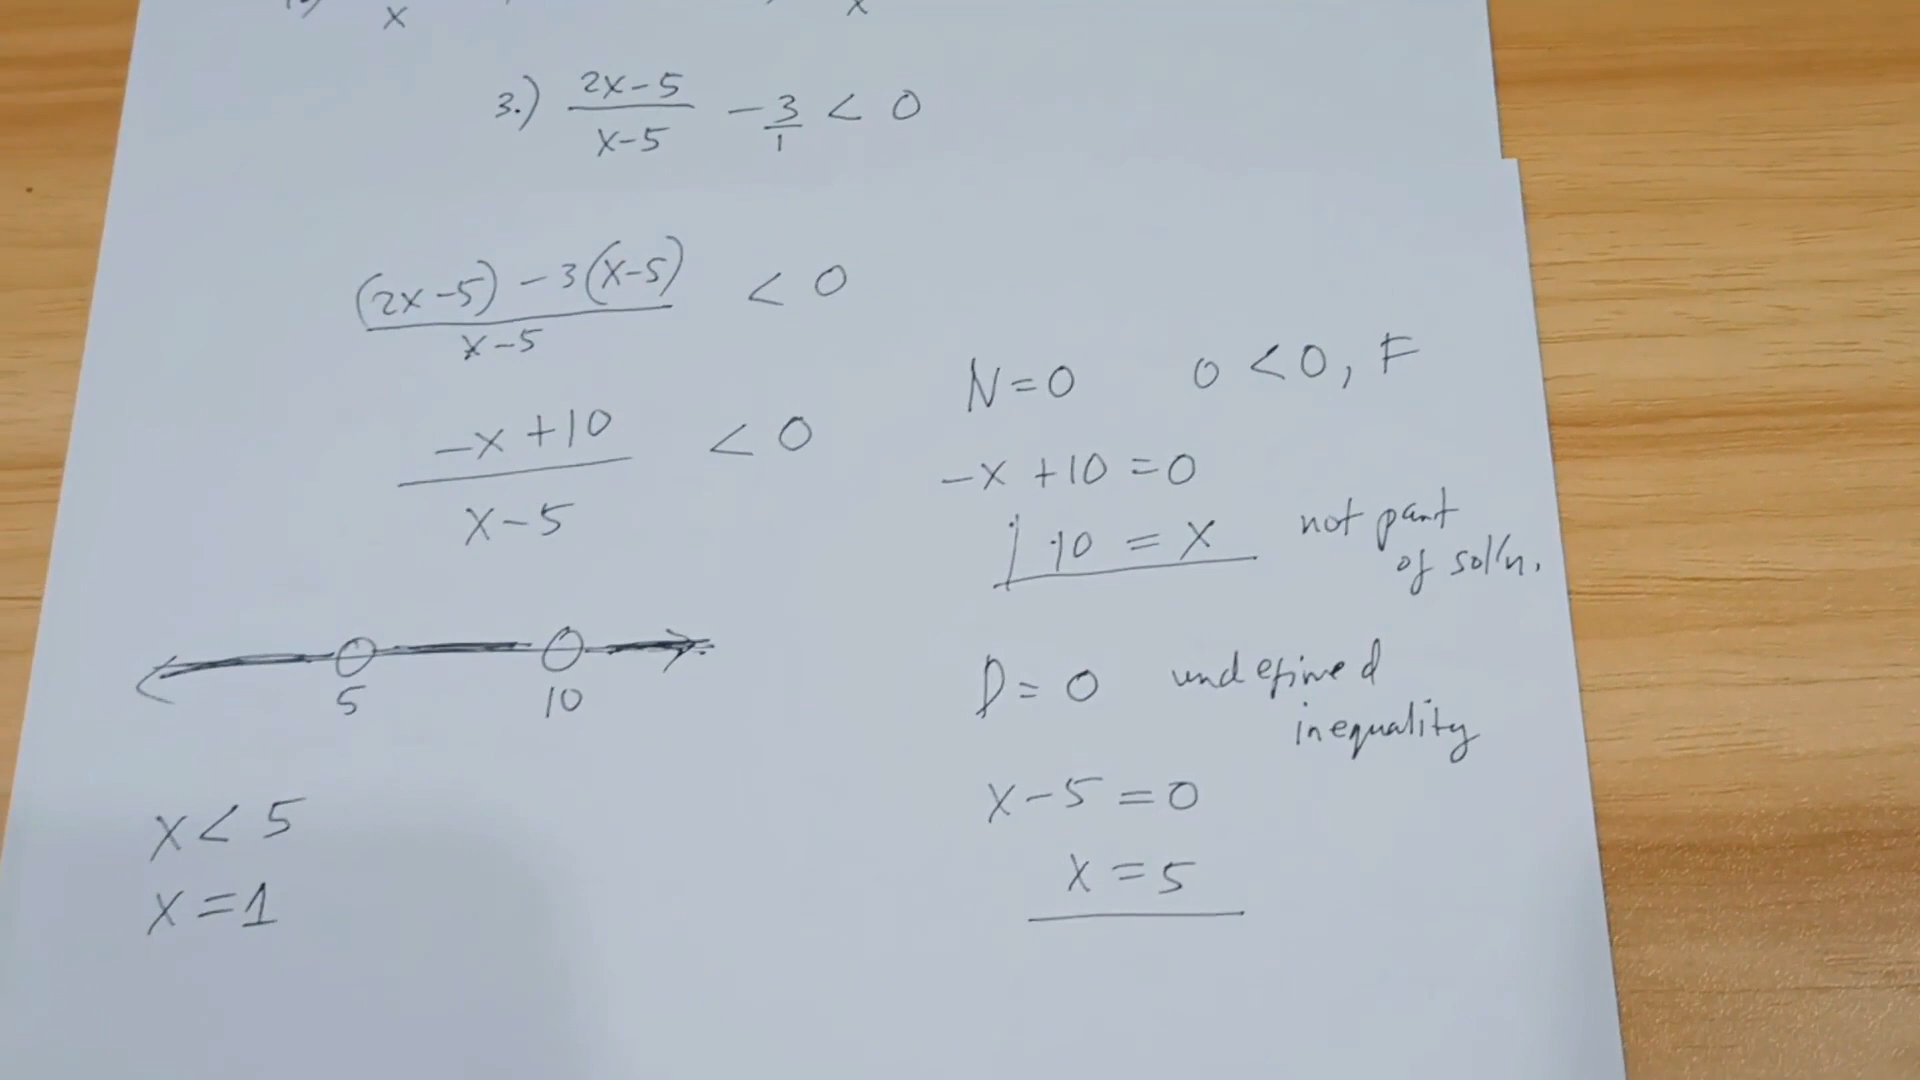 x x
3.) 2x-5 / x-5 - 3/1 < 0
(2x-5) - 3(x-5) / x-5 < 0
-x+10 / x-5 < 0
5 10
x < 5
x = 1
N = 0 0 < 0, F
-x + 10 = 0
10 = x not part
of sol'n.
D = 0 undefined
inequality
x - 5 = 0
x = 5